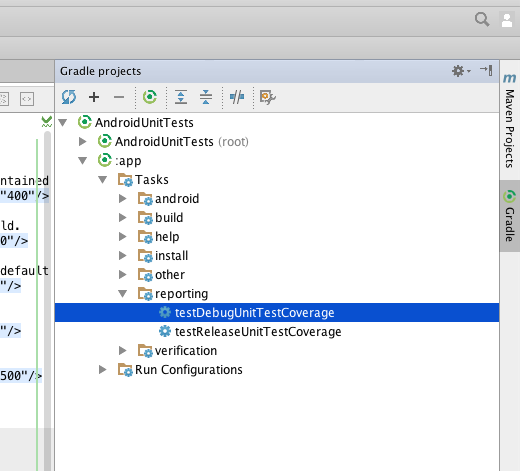 Gradle projects
AndroidUnitTests
AndroidUnitTests (root)
:app
Tasks
android
build
help
install
other
reporting
testDebugUnitTestCoverage
testReleaseUnitTestCoverage
verification
Run Configurations
ntained
"400"/>
ld.
0"/>
default
"/>
"/>
500"/>
m
Maven Projects
Gradle